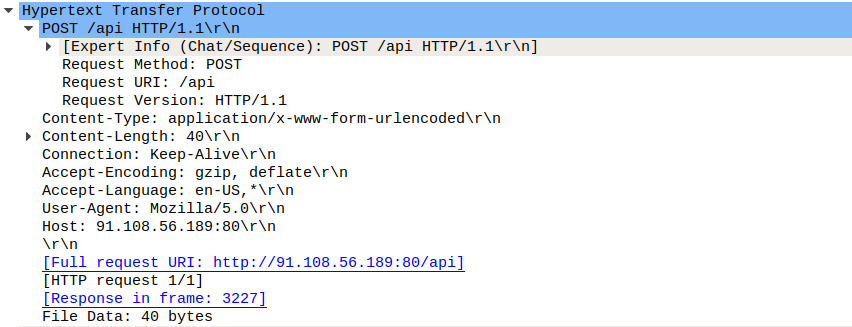 Hypertext Transfer Protocol
POST /api HTTP/1.1\r\n
[Expert Info (Chat/Sequence): POST /api HTTP/1.1\r\n]
Request Method: POST
Request URI: /api
Request Version: HTTP/1.1
Content-Type: application/x-www-form-urlencoded\r\n
Content-Length: 40\r\n
Connection: Keep-Alive\r\n
Accept-Encoding: gzip, deflate\r\n
Accept-Language: en-US,*\r\n
User-Agent: Mozilla/5.0\r\n
Host: 91.108.56.189:80\r\n
\r\n
[Full request URI: http://91.108.56.189:80/api]
[HTTP request 1/1]
[Response in frame: 3227]
File Data: 40 bytes